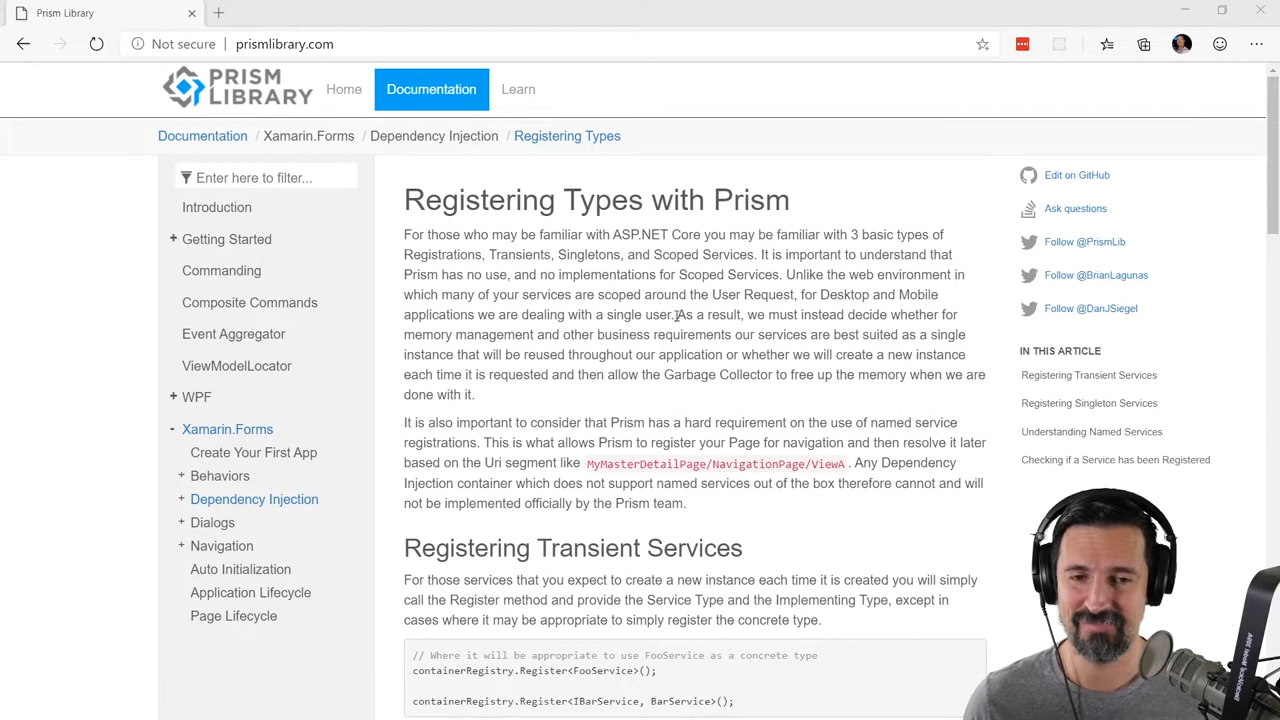 Prism Library
Not secure
prismlibrary.com
PRISM
LIBRARY
Home
Documentation
Learn
Documentation / Xamarin.Forms / Dependency Injection / Registering Types
Enter here to filter...
Introduction
+ Getting Started
Commanding
Composite Commands
Event Aggregator
ViewModelLocator
+ WPF
- Xamarin.Forms
Create Your First App
+ Behaviors
+ Dependency Injection
+ Dialogs
+ Navigation
Auto Initialization
Application Lifecycle
Page Lifecycle
Registering Types with Prism
For those who may be familiar with ASP.NET Core you may be familiar with 3 basic types of
Registrations, Transients, Singletons, and Scoped Services. It is important to understand that
Prism has no use, and no implementations for Scoped Services. Unlike the web environment in
which many of your services are scoped around the User Request, for Desktop and Mobile
applications we are dealing with a single user. As a result, we must instead decide whether for
memory management and other business requirements our services are best suited as a single
instance that will be reused throughout our application or whether we will create a new instance
each time it is requested and then allow the Garbage Collector to free up the memory when we are
done with it.
It is also important to consider that Prism has a hard requirement on the use of named service
registrations. This is what allows Prism to register your Page for navigation and then resolve it later
based on the Uri segment like MyMasterDetailPage/NavigationPage/ViewA . Any Dependency
Injection container which does not support named services out of the box therefore cannot and will
not be implemented officially by the Prism team.
Registering Transient Services
For those services that you expect to create a new instance each time it is created you will simply
call the Register method and provide the Service Type and the Implementing Type, except in
cases where it may be appropriate to simply register the concrete type.
// Where it will be appropriate to use FooService as a concrete type
containerRegistry.Register<FooService>();
containerRegistry.Register<IBarService, BarService>();
Edit on GitHub
Ask questions
Follow @PrismLib
Follow @BrianLagunas
Follow @DanJSiegel
IN THIS ARTICLE
Registering Transient Services
Registering Singleton Services
Understanding Named Services
Checking if a Service has been Registered